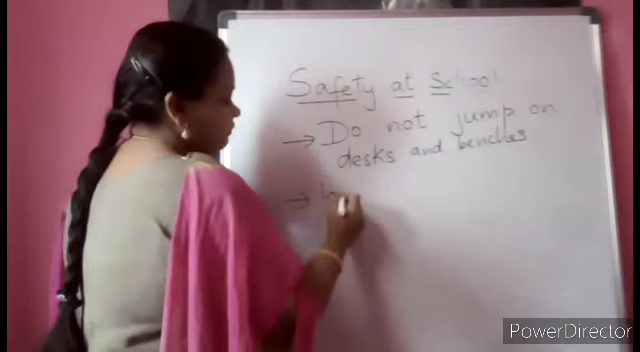 Safety at School
→ Do not jump on
desks and benches
→
PowerDirector